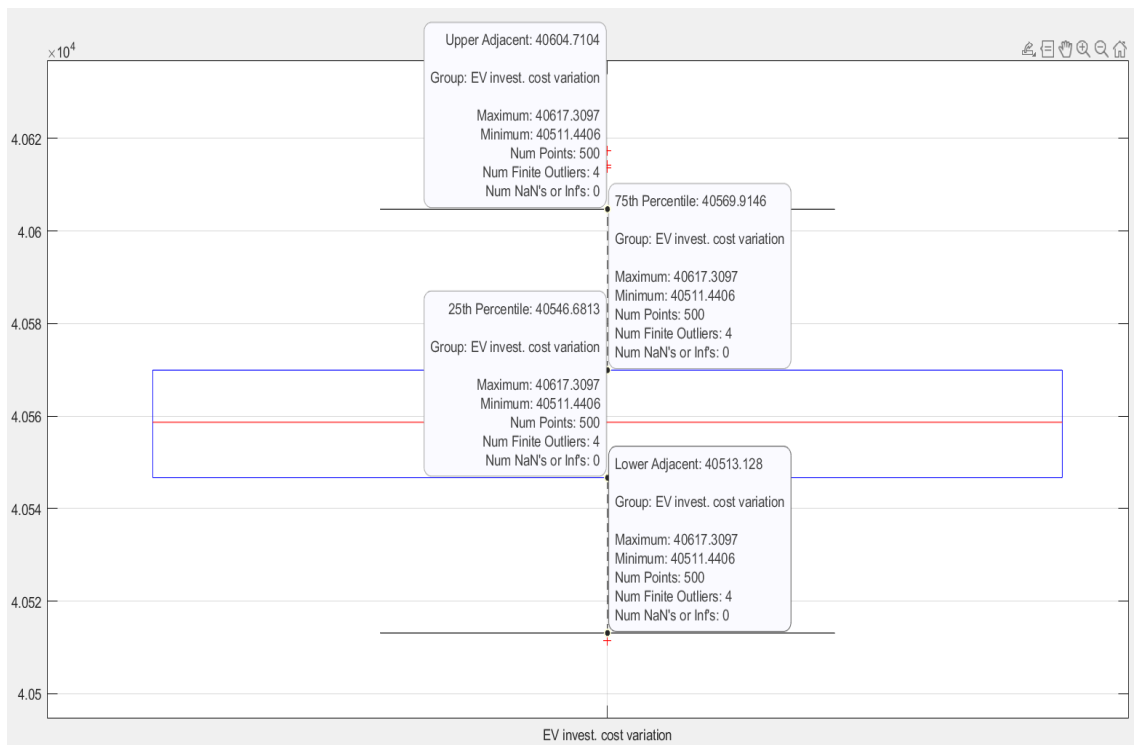 ×10⁴
Upper Adjacent: 40604.7104
Group: EV invest. cost variation
Maximum: 40617.3097
Minimum: 40511.4406
Num Points: 500
Num Finite Outliers: 4
Num NaN's or Inf's: 0
75th Percentile: 40569.9146
Group: EV invest. cost variation
Maximum: 40617.3097
Minimum: 40511.4406
Num Points: 500
Num Finite Outliers: 4
Num NaN's or Inf's: 0
25th Percentile: 40546.6813
Group: EV invest. cost variation
Maximum: 40617.3097
Minimum: 40511.4406
Num Points: 500
Num Finite Outliers: 4
Num NaN's or Inf's: 0
Lower Adjacent: 40513.128
Group: EV invest. cost variation
Maximum: 40617.3097
Minimum: 40511.4406
Num Points: 500
Num Finite Outliers: 4
Num NaN's or Inf's: 0
4.062
4.06
4.058
4.056
4.054
4.052
4.05
EV invest. cost variation